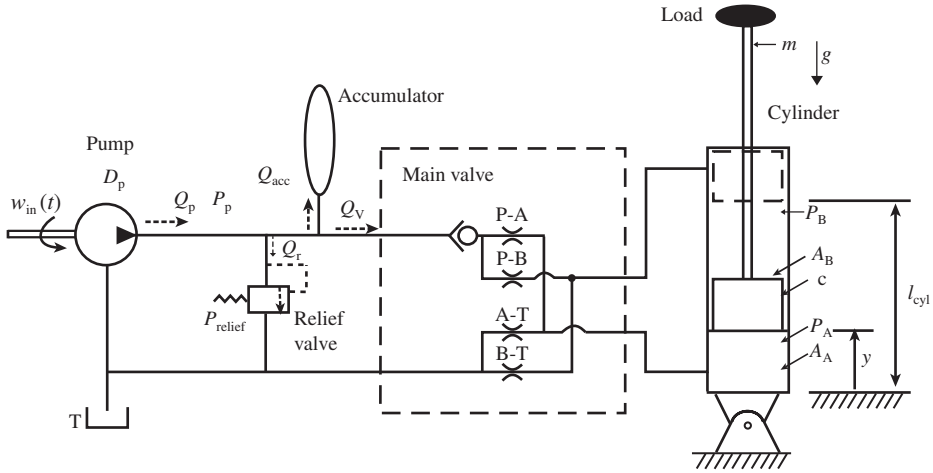 Load
m
g
Accumulator
Cylinder
Pump
D_p
Q_acc
Main valve
w_in(t)
Q_p
P_p
Q_V
P-A
P_B
Q_r
P-B
A_B
c
l_cyl
P_relief
Relief
valve
A-T
P_A
B-T
A_A
y
T